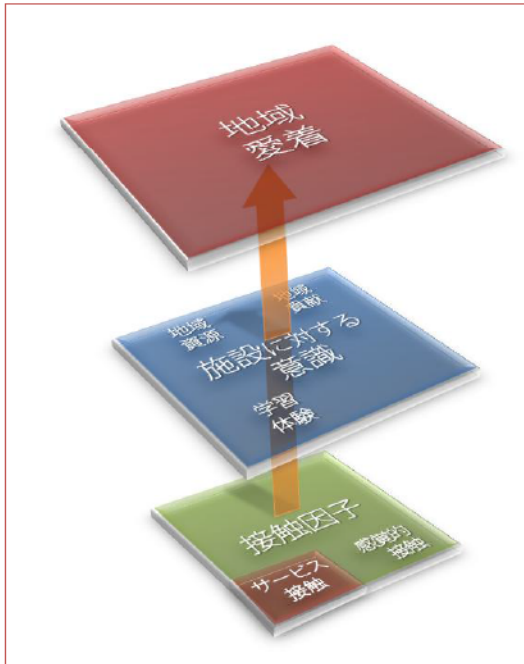 地域
愛着
地域
資源
地域
貢献
施設に対する
意識
学習
体験
接触因子
感覚的
接触
サービス
接触